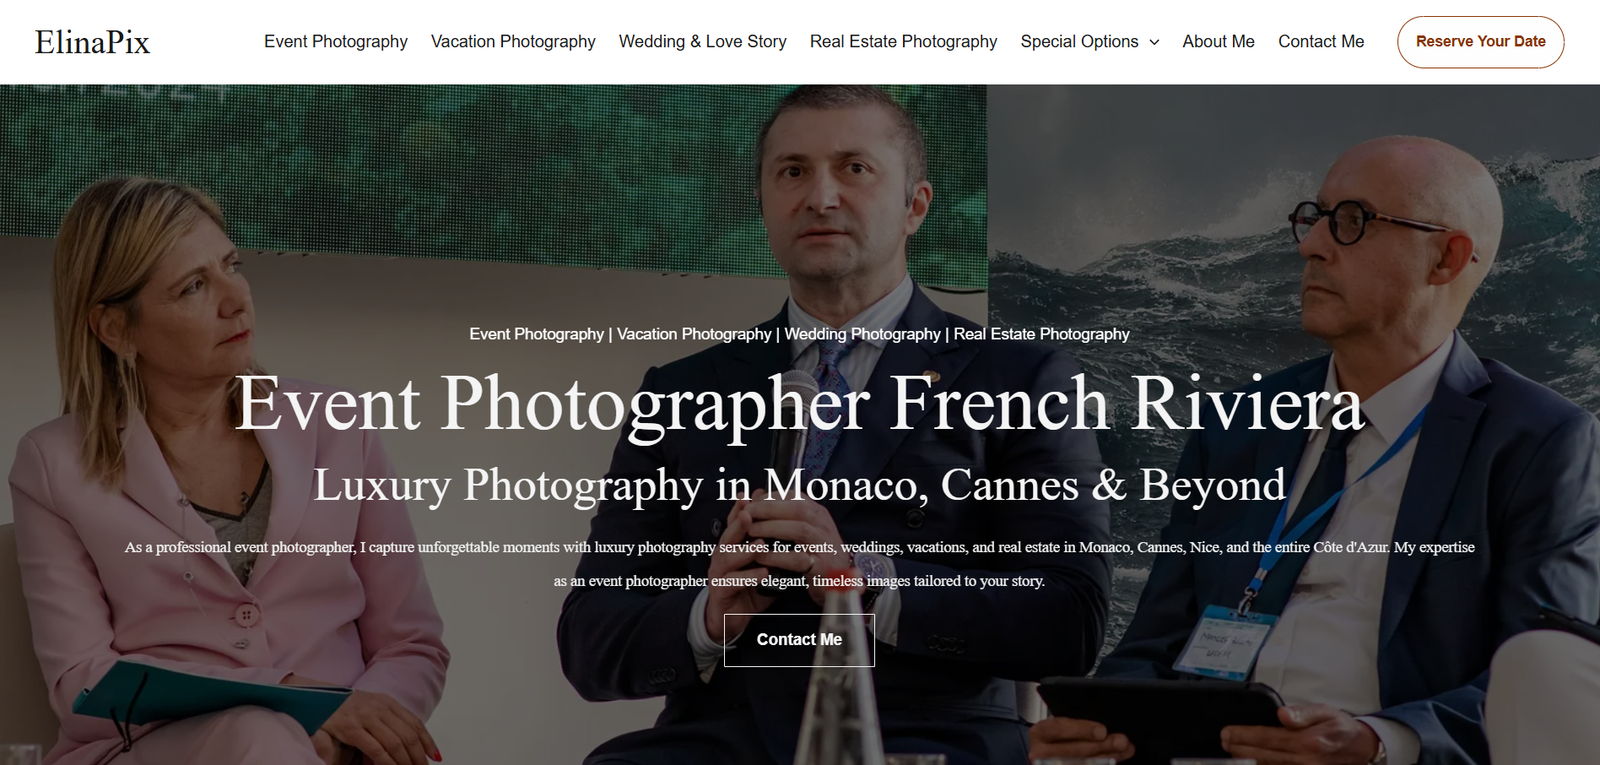 ElinaPix
Event Photography
Vacation Photography
Wedding & Love Story
Real Estate Photography
Special Options
About Me
Contact Me
Reserve Your Date
2024
Event Photography | Vacation Photography | Wedding Photography | Real Estate Photography
Event Photographer French Riviera
Luxury Photography in Monaco, Cannes & Beyond
As a professional event photographer, I capture unforgettable moments with luxury photography services for events, weddings, vacations, and real estate in Monaco, Cannes, Nice, and the entire Côte d'Azur. My expertise
as an event photographer ensures elegant, timeless images tailored to your story.
Contact Me